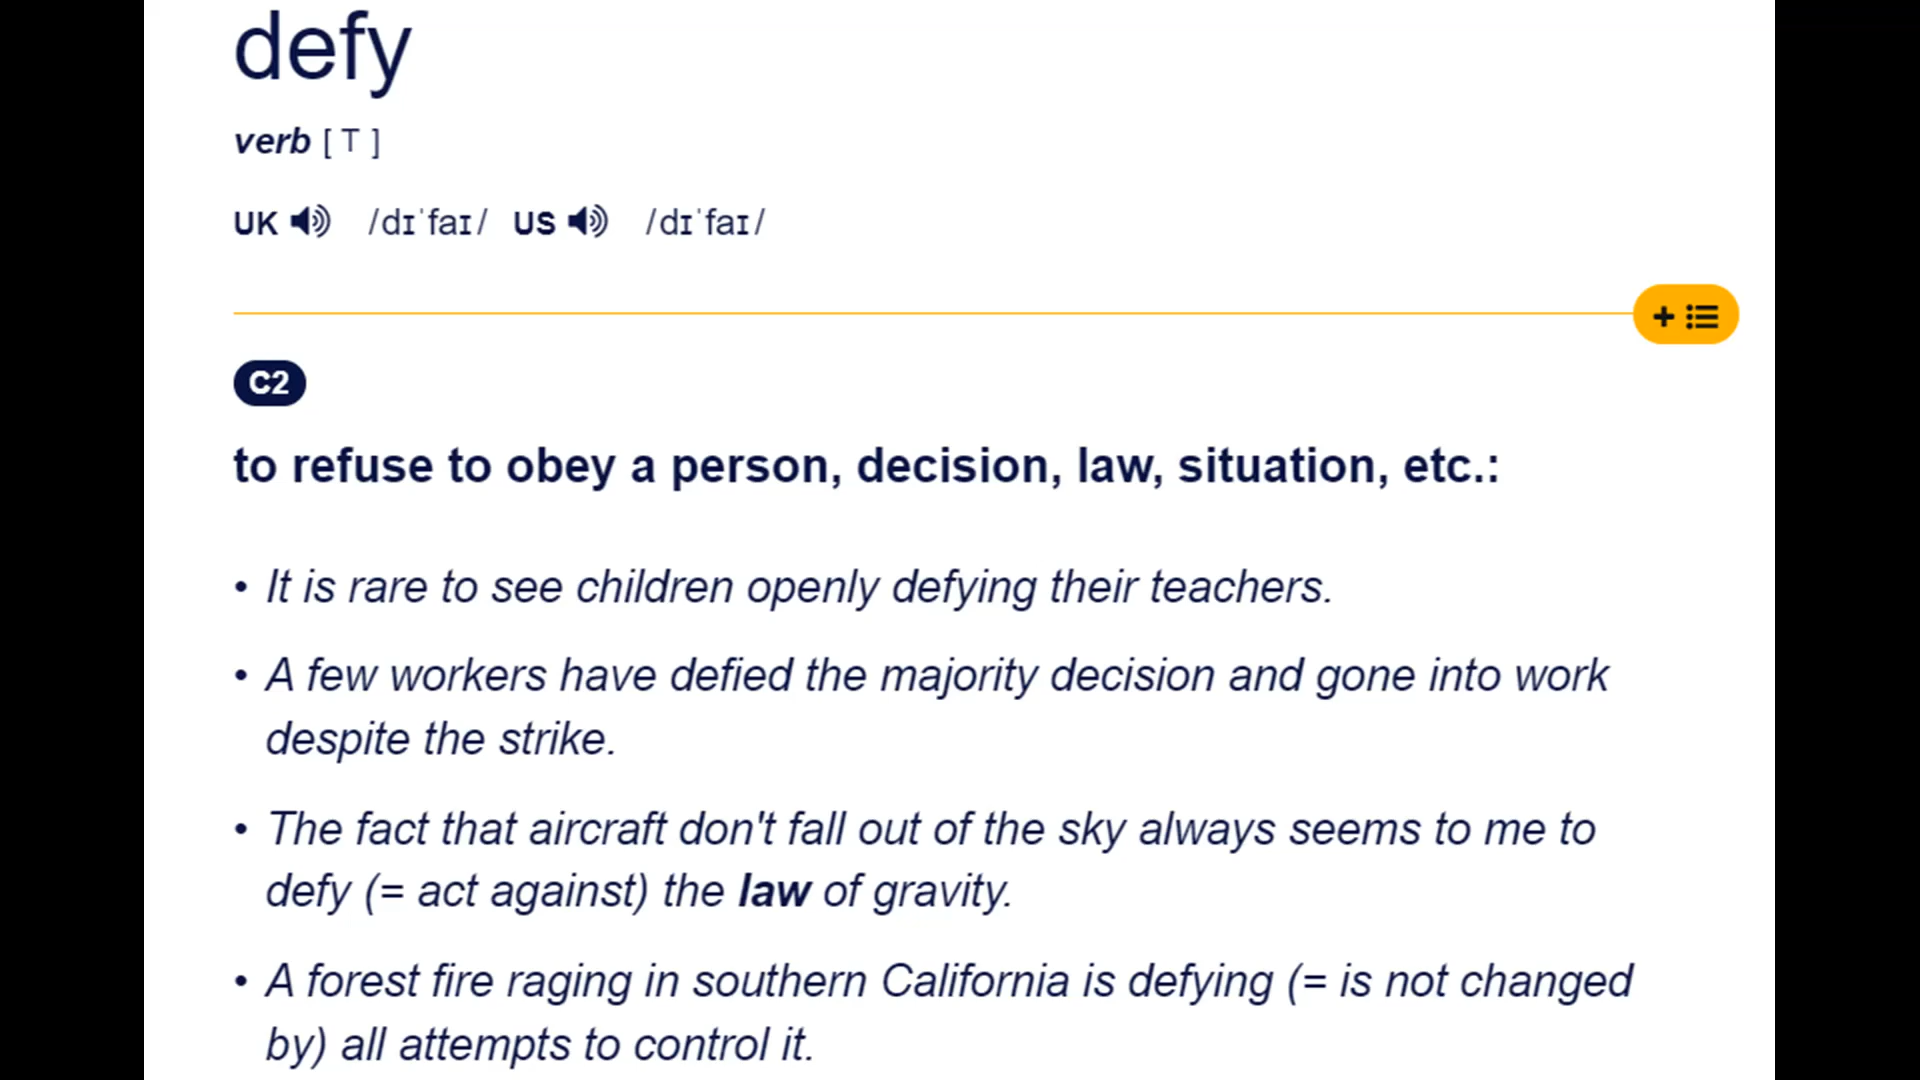 defy
verb [ T ]
UK /dɪˈfaɪ/ US /dɪˈfaɪ/
+
C2
to refuse to obey a person, decision, law, situation, etc.:
• It is rare to see children openly defying their teachers.
• A few workers have defied the majority decision and gone into work
despite the strike.
• The fact that aircraft don't fall out of the sky always seems to me to
defy (= act against) the law of gravity.
• A forest fire raging in southern California is defying (= is not changed
by) all attempts to control it.